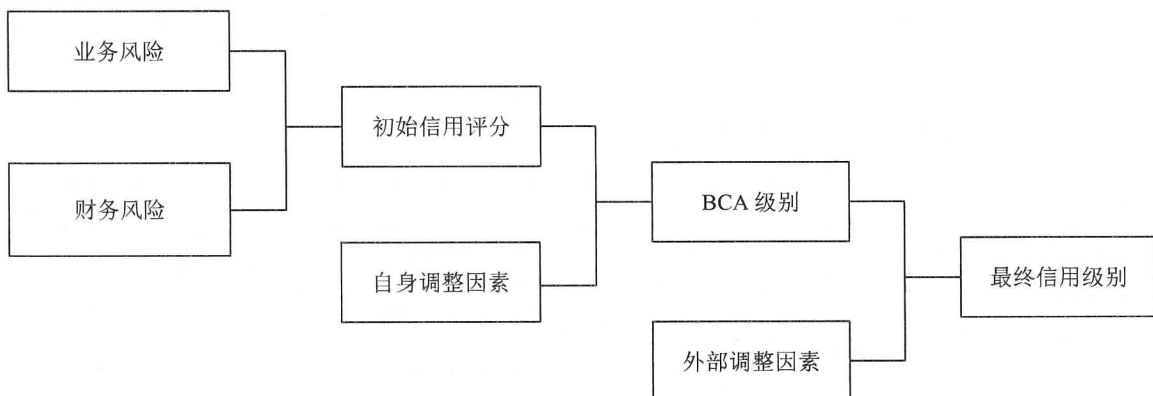 业务风险
财务风险
初始信用评分
自身调整因素
BCA 级别
外部调整因素
最终信用级别